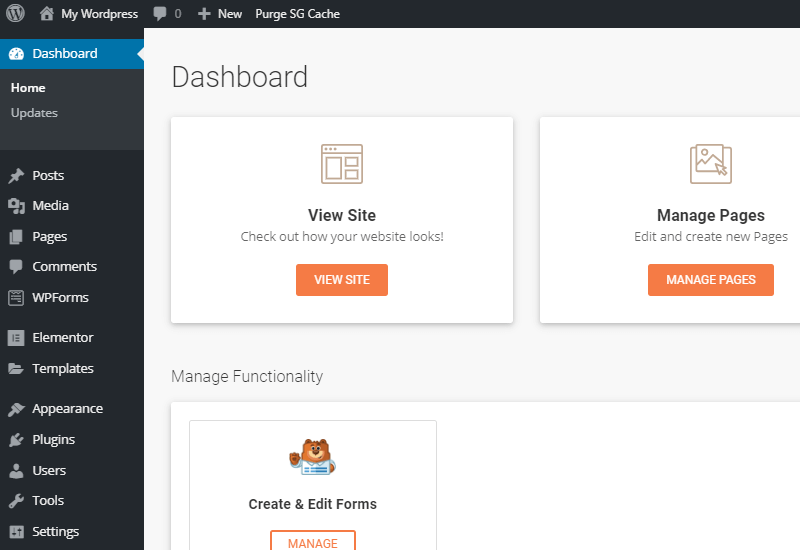 My Wordpress 0 New Purge SG Cache
Dashboard
Home
Updates
Posts
Media
Pages
Comments
WPForms
Elementor
Templates
Appearance
Plugins
Users
Tools
Settings
Dashboard
View Site
Check out how your website looks!
VIEW SITE
Manage Pages
Edit and create new Pages
MANAGE PAGES
Manage Functionality
Create & Edit Forms
MANAGE